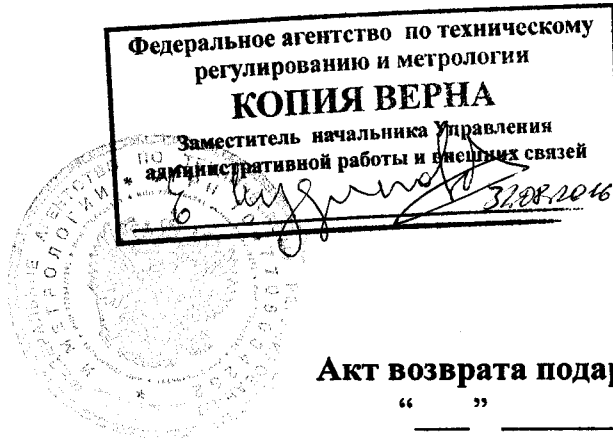 Федеральное агентство по техническому
регулированию и метрологии
КОПИЯ ВЕРНА
Заместитель начальника Управления
административной работы и внешних связей
31.08.2016
Акт возврата пода
“ ”